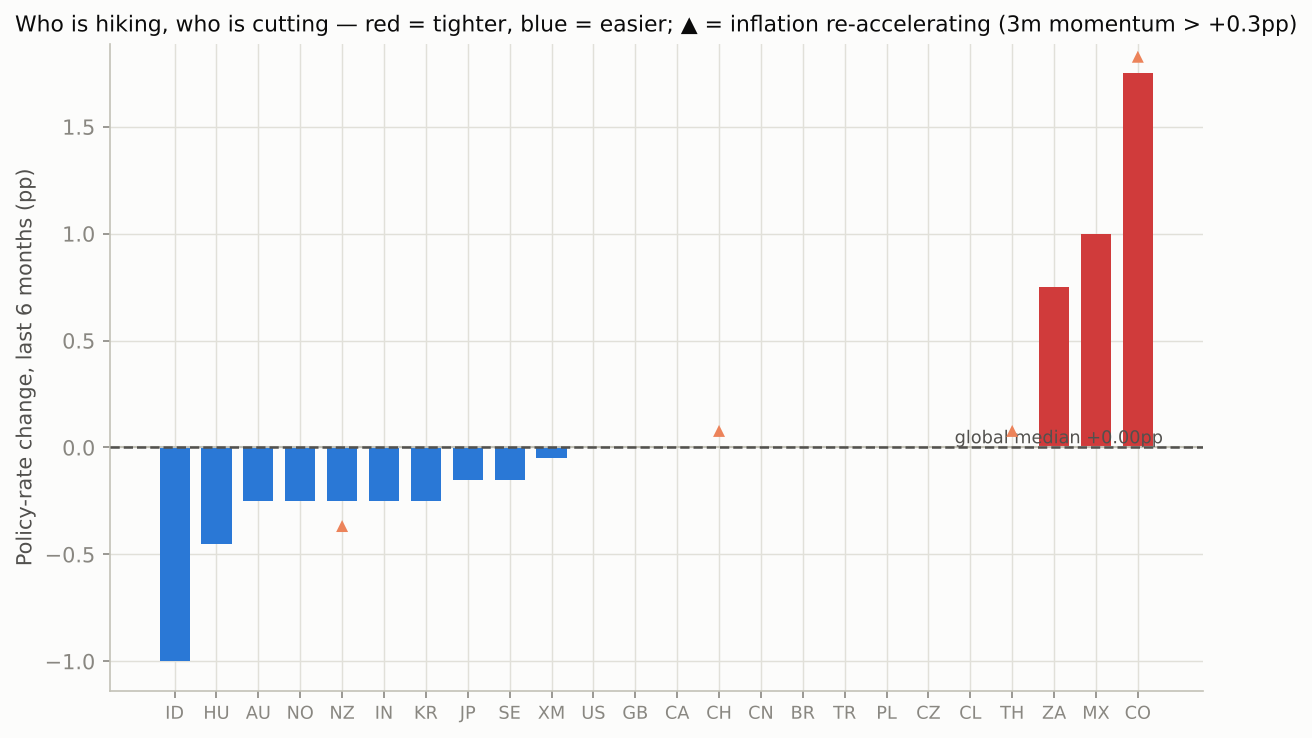 Who is hiking, who is cutting — red = tighter, blue = easier; ▲ = inflation re-accelerating (3m momentum > +0.3pp)
Policy-rate change, last 6 months (pp)
1.5
1.0
0.5
0.0
−0.5
−1.0
global median +0.00pp
ID HU AU NO NZ IN KR JP SE XM US GB CA CH CN BR TR PL CZ CL TH ZA MX CO